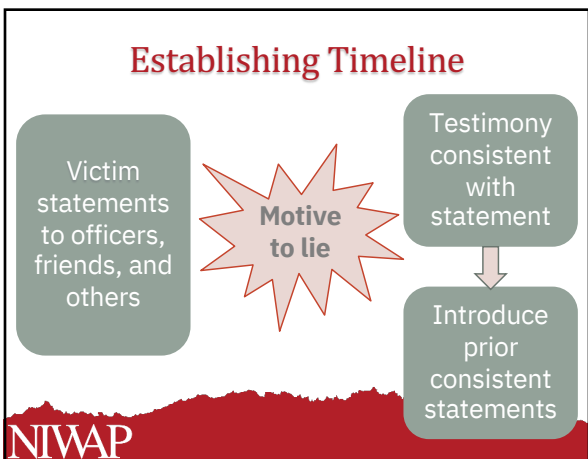 Establishing Timeline
Victim
statements
to officers,
friends, and
others
Motive
to lie
Testimony
consistent
with
statement
Introduce
prior
consistent
statements
NIWAP